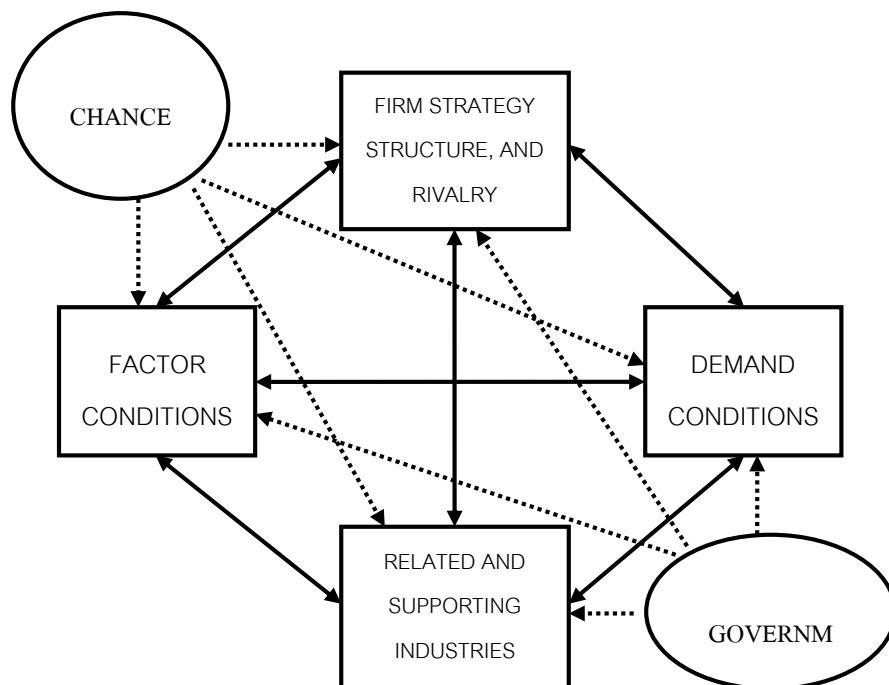 CHANCE
FIRM STRATEGY
STRUCTURE, AND
RIVALRY
FACTOR
CONDITIONS
DEMAND
CONDITIONS
RELATED AND
SUPPORTING
INDUSTRIES
GOVERNM